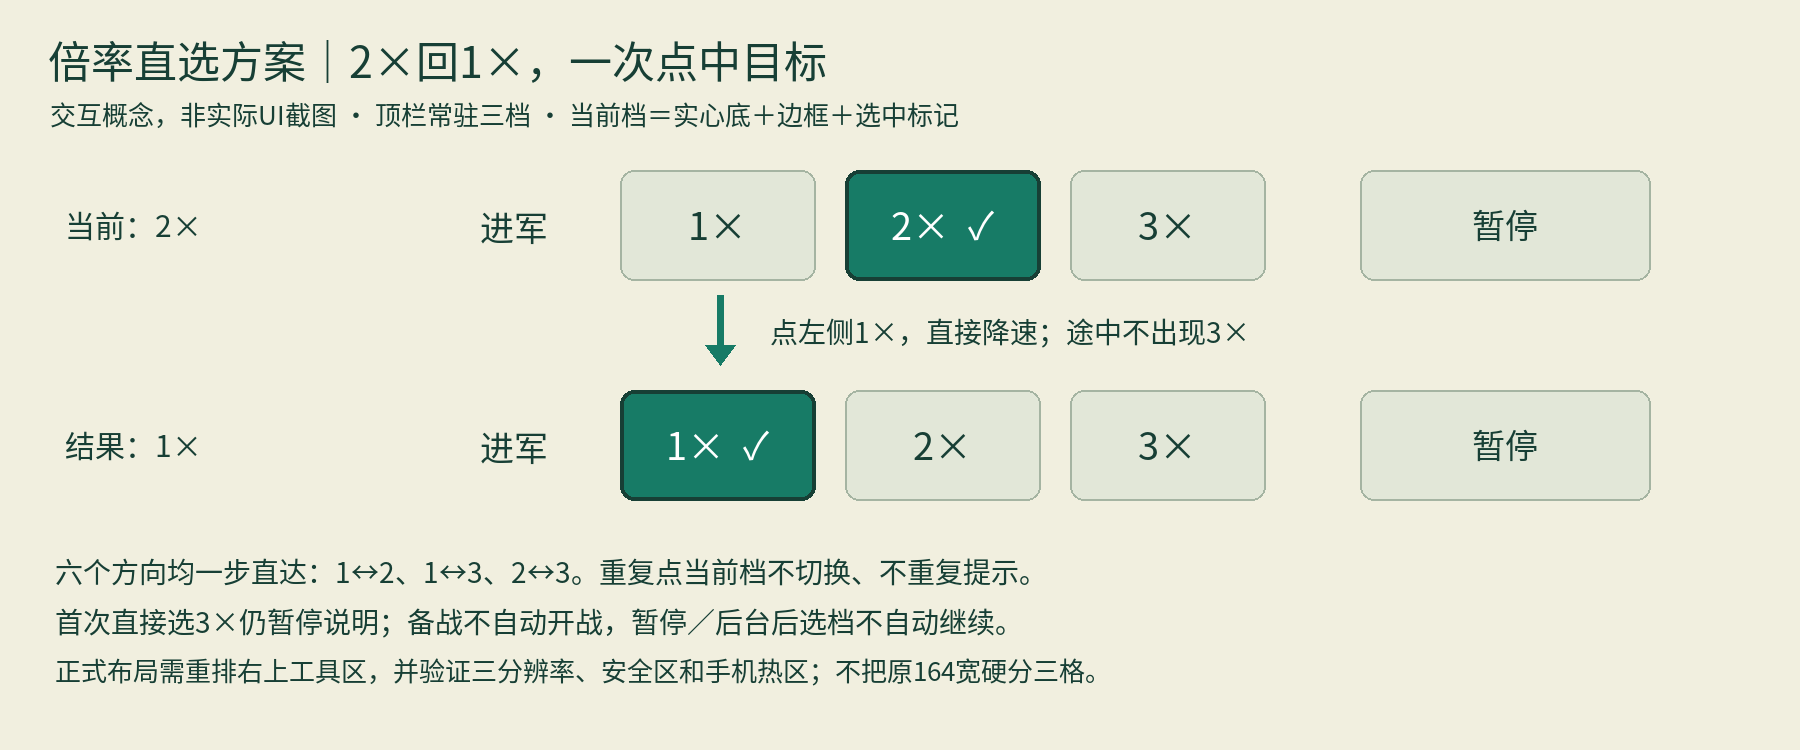 倍率直选方案｜2×回1×，一次点中目标
交互概念，非实际UI截图 · 顶栏常驻三档 · 当前档＝实心底＋边框＋选中标记
当前：2× 进军 1× 2× ✓ 3× 暂停
点左侧1×，直接降速；途中不出现3×
结果：1× 进军 1× ✓ 2× 3× 暂停
六个方向均一步直达：1↔2、1↔3、2↔3。重复点当前档不切换、不重复提示。
首次直接选3×仍暂停说明；备战不自动开战，暂停／后台后选档不自动继续。
正式布局需重排右上工具区，并验证三分辨率、安全区和手机热区；不把原164宽硬分三格。